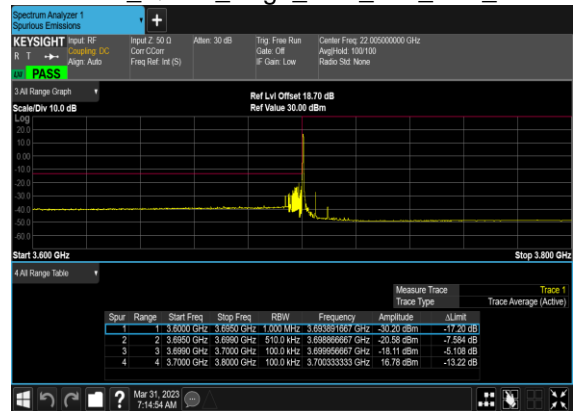 Spectrum Analyzer 1
Spurious Emissions
+
KEYSIGHT Input: RF Input Z: 50 Ω Atten: 30 dB Trig: Free Run Center Freq: 22.005000000 GHz
R T Coupling: DC Corr CCorr Gate: Off Avg|Hold: 100/100
Align: Auto Freq Ref: Int (S) IF Gain: Low Radio Std: None
PASS
3 All Range Graph
Ref Lvl Offset 18.70 dB
Scale/Div 10.0 dB Ref Value 30.00 dBm
Log
20.0
10.0
0.00
-10.0
-20.0
-30.0
-40.0
-50.0
-60.0
Start 3.600 GHz Stop 3.800 GHz
4 All Range Table
Measure Trace Trace 1
Trace Type Trace Average (Active)
Spur Range Start Freq Stop Freq RBW Frequency Amplitude ΔLimit
1 1 3.6000 GHz 3.6950 GHz 1.000 MHz 3.693891667 GHz -30.20 dBm -17.20 dB
2 2 3.6950 GHz 3.6990 GHz 510.0 kHz 3.698866667 GHz -20.58 dBm -7.584 dB
3 3 3.6990 GHz 3.7000 GHz 100.0 kHz 3.699956667 GHz -18.11 dBm -5.108 dB
4 4 3.7000 GHz 3.8000 GHz 100.0 kHz 3.700333333 GHz 16.78 dBm -13.22 dB
? Mar 31, 2023
7:14:54 AM